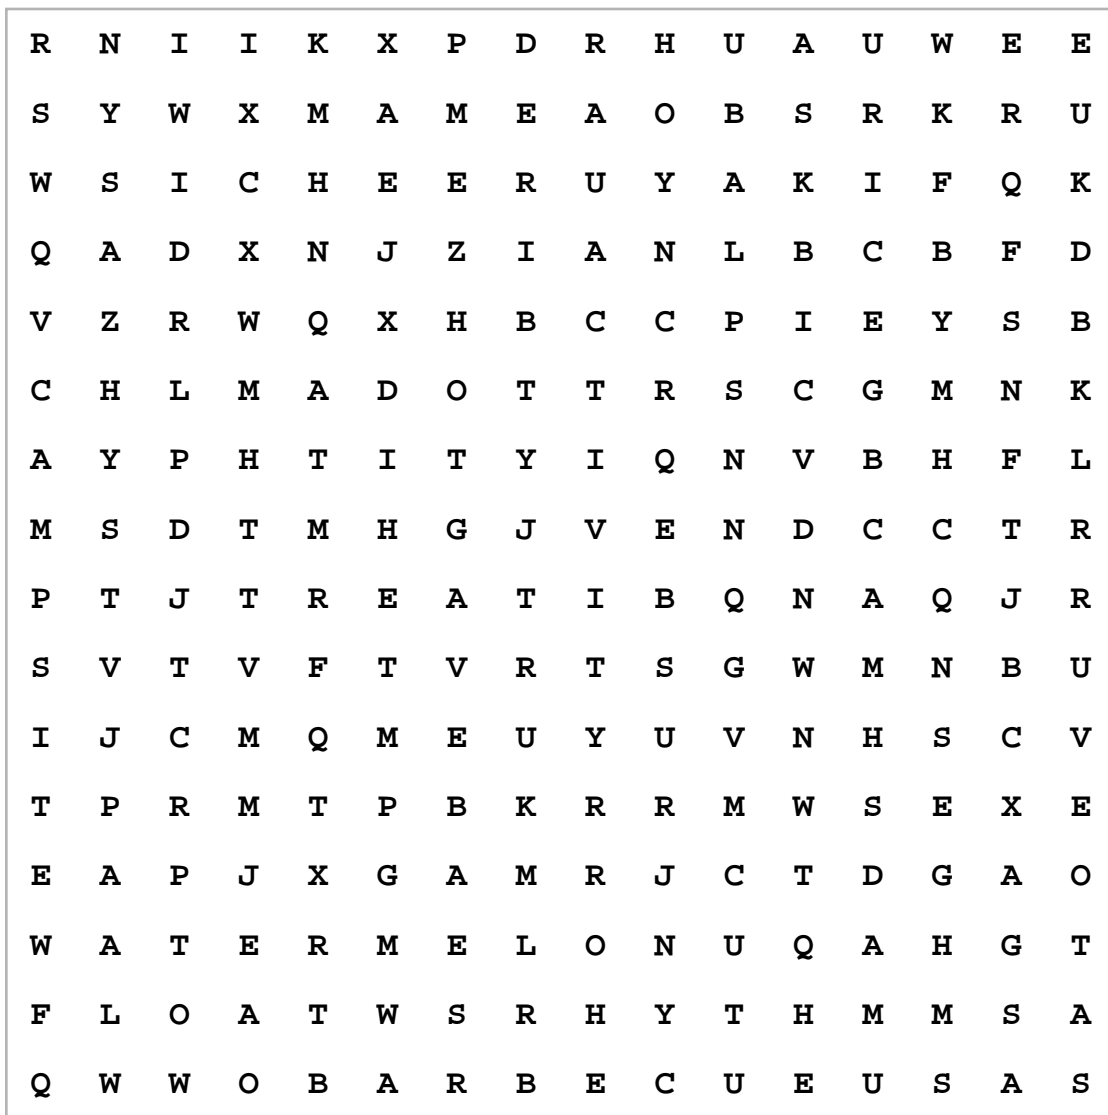 R N I I K X P D R H U A U W E E
S Y W X M A M E A O B S R K R U
W S I C H E E R U Y A K I F Q K
Q A D X N J Z I A N L B C B F D
V Z R W Q X H B C C P I E Y S B
C H L M A D O T T R S C G M N K
A Y P H T I T Y I Q N V B H F L
M S D T M H G J V E N D C C T R
P T J T R E A T I B Q N A Q J R
S V T V F T V R T S G W M N B U
I J C M Q M E U Y U V N H S C V
T P R M T P B K R R M W S E X E
E A P J X G A M R J C T D G A O
W A T E R M E L O N U Q A H G T
F L O A T W S R H Y T H M M S A
Q W W O B A R B E C U E U S A S